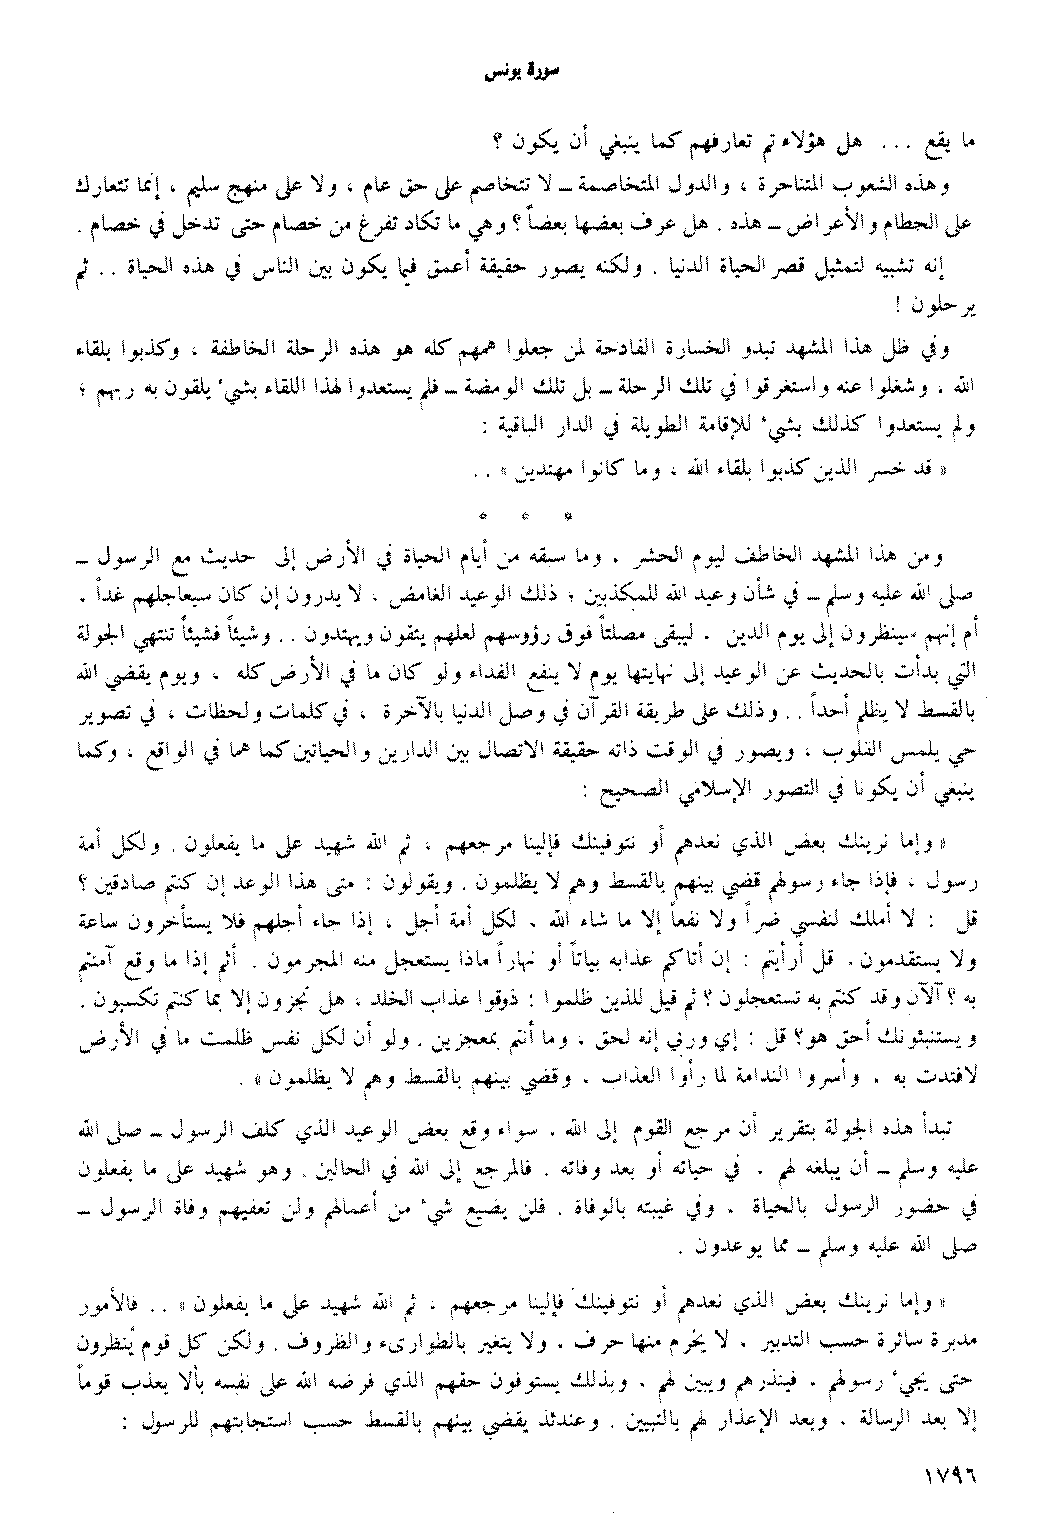 سورة يونس
ما يقع ... هل هؤلاء تم تعارفهم كما ينبغي أن يكون ؟
وهذه الشعوب المتناحرة ، والدول المتخاصمة – لا تتخاصم على حق عام ، ولا على منهج سليم ، إنما تتعارك
على الحطام والأعراض – هذه . هل عرف بعضها بعضاً ؟ وهي ما تكاد تفرغ من خصام حتى تدخل في خصام .
إنه تشبيه لتمثيل قصر الحياة الدنيا . ولكنه يصور حقيقة أعمق فيما يكون بين الناس في هذه الحياة .. ثم
يرحلون !
وفي ظل هذا المشهد تبدو الخسارة الفادحة لمن جعلوا همهم كله هو هذه الرحلة الخاطفة ، وكذبوا بلقاء
الله ، وشغلوا عنه واستغرقوا في تلك الرحلة – بل تلك الومضة – فلم يستعدوا لهذا اللقاء بشيء يلقون به ربهم ؛
ولم يستعدوا كذلك بشيء للإقامة الطويلة في الدار الباقية :
« قد خسر الذين كذبوا بلقاء الله ، وما كانوا مهتدين » ..
* * *
ومن هذا المشهد الخاطف ليوم الحشر . وما سبقه من أيام الحياة في الأرض إلى حديث مع الرسول –
صلى الله عليه وسلم – في شأن وعيد الله للمكذبين ؛ ذلك الوعيد الغامض ، لا يدرون إن كان سيعاجلهم غداً .
أم إنهم سينظرون إلى يوم الدين . ليبقى مصلتاً فوق رؤوسهم لعلهم يتقون ويهتدون .. وشيئاً فشيئاً تنتهي الجولة
التي بدأت بالحديث عن الوعيد إلى نهايتها يوم لا ينفع الفداء ولو كان ما في الأرض كله ، ويوم يقضي الله
بالقسط لا يظلم أحداً .. وذلك على طريقة القرآن في وصل الدنيا بالآخرة ، في كلمات ولحظات ، في تصوير
حي يلمس القلوب ، ويصور في الوقت ذاته حقيقة الاتصال بين الدارين والحياتين كما هما في الواقع ، وكما
ينبغي أن يكونا في التصور الإسلامي الصحيح :
« وإما نرينك بعض الذي نعدهم أو نتوفينك فإلينا مرجعهم ، ثم الله شهيد على ما يفعلون . ولكل أمة
رسول ، فإذا جاء رسولهم قضي بينهم بالقسط وهم لا يظلمون . ويقولون : متى هذا الوعد إن كنتم صادقين ؟
قل : لا أملك لنفسي ضراً ولا نفعاً إلا ما شاء الله . لكل أمة أجل ، إذا جاء أجلهم فلا يستأخرون ساعة
ولا يستقدمون . قل أرأيتم : إن أتاكم عذابه بياتاً أو نهاراً ماذا يستعجل منه المجرمون . أثم إذا ما وقع آمنتم
به ؟ آلآن وقد كنتم به تستعجلون ؟ ثم قيل للذين ظلموا : ذوقوا عذاب الخلد ، هل تجزون إلا بما كنتم تكسبون .
ويستنبئونك أحق هو ؟ قل : إي وربي إنه لحق ، وما أنتم بمعجزين . ولو أن لكل نفس ظلمت ما في الأرض
لافتدت به . وأسروا الندامة لما رأوا العذاب . وقضي بينهم بالقسط وهم لا يظلمون » .
تبدأ هذه الجولة بتقرير أن مرجع القوم إلى الله . سواء وقع بعض الوعيد الذي كلف الرسول – صلى الله
عليه وسلم – أن يبلغه لهم . في حياته أو بعد وفاته . فالمرجع إلى الله في الحالين . وهو شهيد على ما يفعلون
في حضور الرسول بالحياة . وفي غيبته بالوفاة . فلن يضيع شيء من أعمالهم ولن تعفيهم وفاة الرسول –
صلى الله عليه وسلم – مما يوعدون .
« وإما نرينك بعض الذي نعدهم أو نتوفينك فإلينا مرجعهم ، ثم الله شهيد على ما يفعلون » .. فالأمور
مدبرة سائرة حسب التدبير ، لا يخرم منها حرف ، ولا يتغير بالطوارىء والظروف . ولكن كل قوم يُنظرون
حتى يجيء رسولهم . فينذرهم ويبين لهم . وبذلك يستوفون حقهم الذي فرضه الله على نفسه بألا يعذب قوماً
إلا بعد الرسالة . وبعد الإعذار لهم بالتبيين . وعندئذ يقضي بينهم بالقسط حسب استجابتهم للرسول :
١٧٩٦